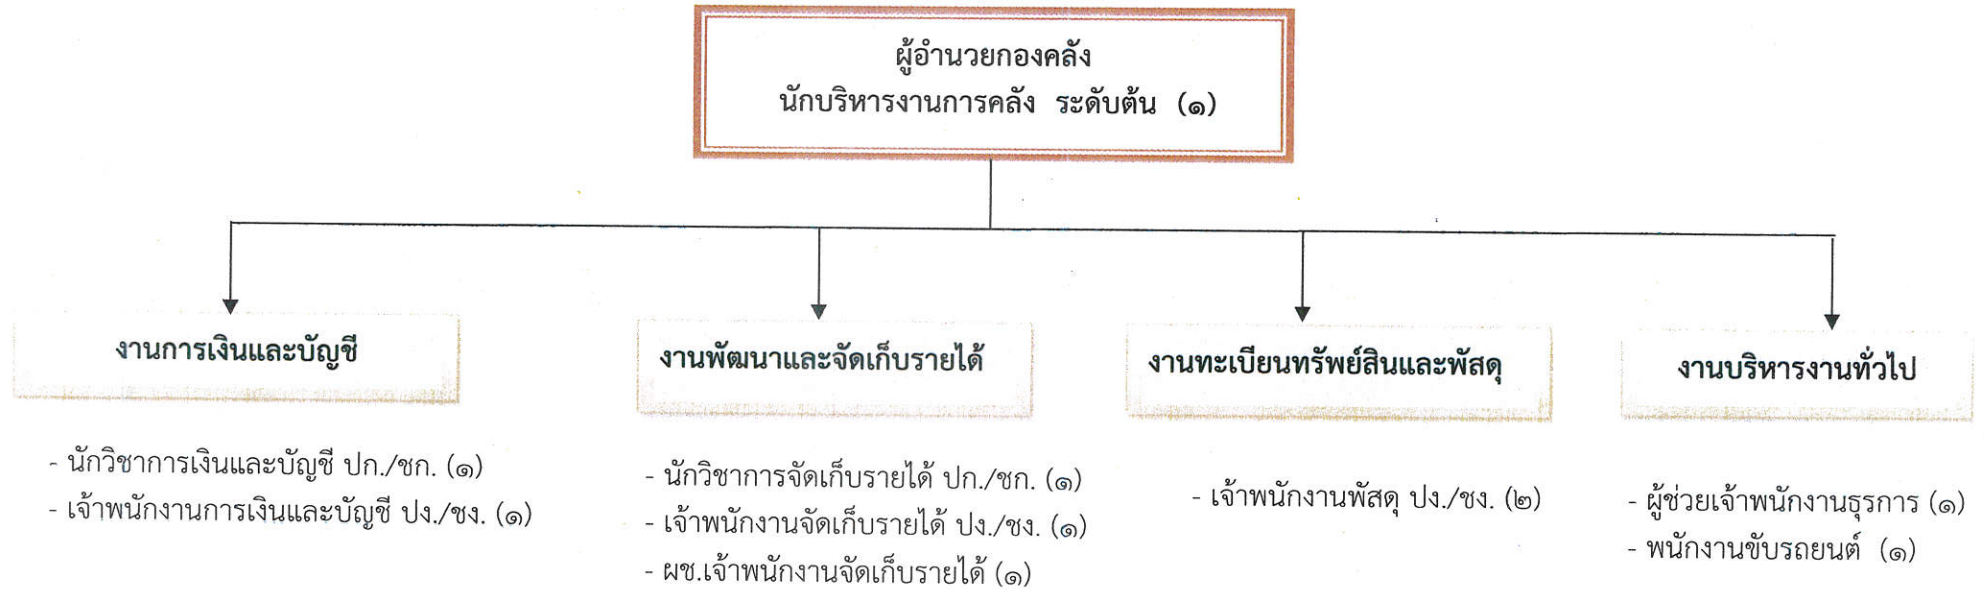 ผู้อำนวยกองคลัง
นักบริหารงานการคลัง ระดับต้น (๑)
งานการเงินและบัญชี
- นักวิชาการเงินและบัญชี ปก./ชก. (๑)
- เจ้าพนักงานการเงินและบัญชี ปง./ชง. (๑)
งานพัฒนาและจัดเก็บรายได้
- นักวิชาการจัดเก็บรายได้ ปก./ชก. (๑)
- เจ้าพนักงานจัดเก็บรายได้ ปง./ชง. (๑)
- ผช.เจ้าพนักงานจัดเก็บรายได้ (๑)
งานทะเบียนทรัพย์สินและพัสดุ
- เจ้าพนักงานพัสดุ ปง./ชง. (๒)
งานบริหารงานทั่วไป
- ผู้ช่วยเจ้าพนักงานธุรการ (๑)
- พนักงานขับรถยนต์ (๑)